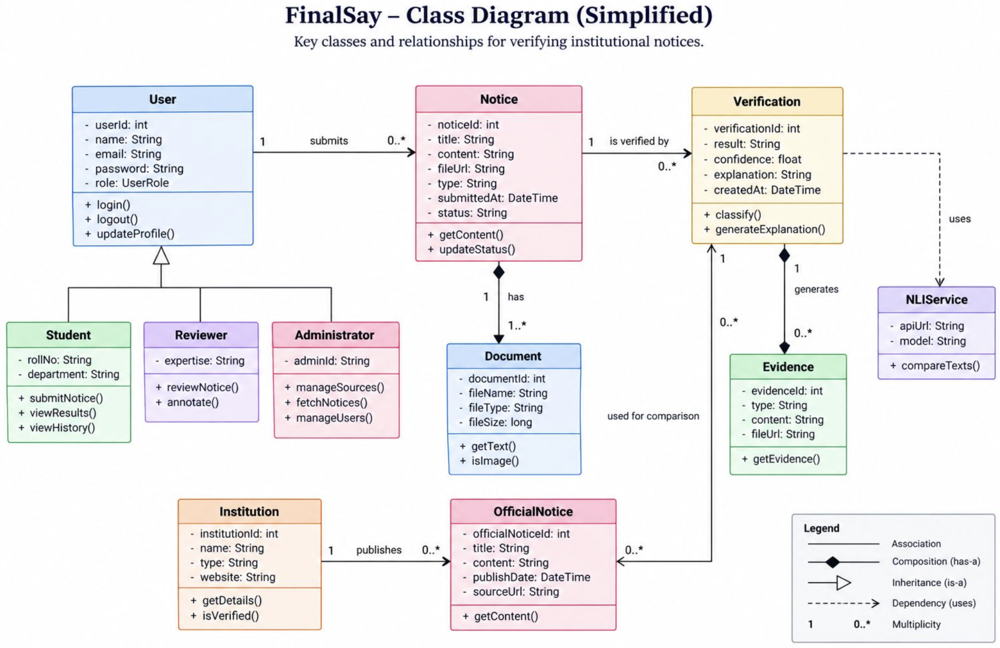 FinalSay – Class Diagram (Simplified)
Key classes and relationships for verifying institutional notices.
User
- userId: int
- name: String
- email: String
- password: String
- role: UserRole
+ login()
+ logout()
+ updateProfile()
1
submits
0..*
Notice
- noticeId: int
- title: String
- content: String
- fileUrl: String
- type: String
- submittedAt: DateTime
- status: String
+ getContent()
+ updateStatus()
1
is verified by
0..*
Verification
- verificationId: int
- result: String
- confidence: float
- explanation: String
- createdAt: DateTime
+ classify()
+ generateExplanation()
uses
1
has
1..*
1
0..*
used for comparison
1
generates
0..*
NLIService
- apiUrl: String
- model: String
+ compareTexts()
Student
- rollNo: String
- department: String
+ submitNotice()
+ viewResults()
+ viewHistory()
Reviewer
- expertise: String
+ reviewNotice()
+ annotate()
Administrator
- adminId: String
+ manageSources()
+ fetchNotices()
+ manageUsers()
Document
- documentId: int
- fileName: String
- fileType: String
- fileSize: long
+ getText()
+ isImage()
Evidence
- evidenceId: int
- type: String
- content: String
- fileUrl: String
+ getEvidence()
Institution
- institutionId: int
- name: String
- type: String
- website: String
+ getDetails()
+ isVerified()
1
publishes
0..*
OfficialNotice
- officialNoticeId: int
- title: String
- content: String
- publishDate: DateTime
- sourceUrl: String
+ getContent()
0..*
Legend
Association
Composition (has-a)
Inheritance (is-a)
Dependency (uses)
1 0..* Multiplicity